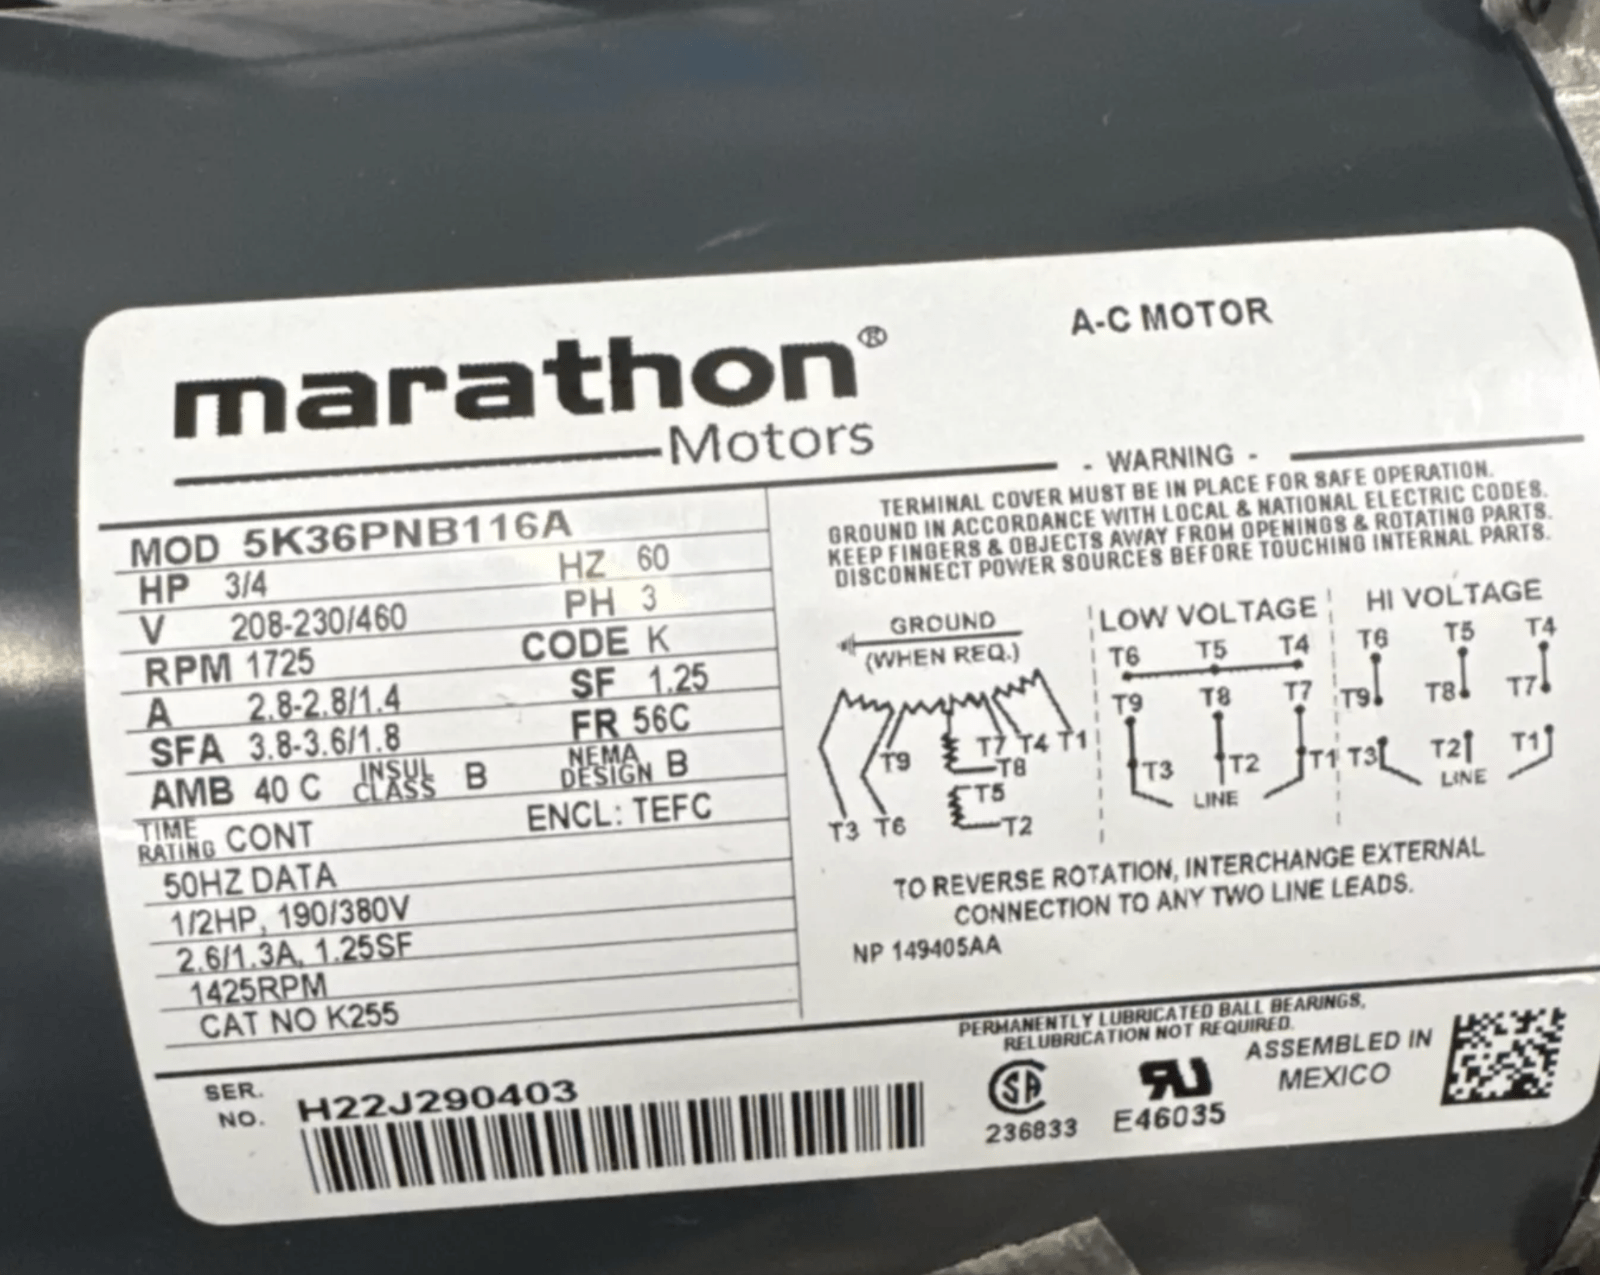 marathon®
Motors
A-C MOTOR
MOD 5K36PNB116A
HP 3/4 HZ 60
V 208-230/460 PH 3
RPM 1725 CODE K
A 2.8-2.8/1.4 SF 1.25
SFA 3.8-3.6/1.8 FR 56C
AMB 40 C INSUL CLASS B NEMA DESIGN B
TIME RATING CONT ENCL: TEFC
50HZ DATA
1/2HP, 190/380V
2.6/1.3A, 1.25SF
1425RPM
CAT NO K255
- WARNING -
TERMINAL COVER MUST BE IN PLACE FOR SAFE OPERATION.
GROUND IN ACCORDANCE WITH LOCAL & NATIONAL ELECTRIC CODES.
KEEP FINGERS & OBJECTS AWAY FROM OPENINGS & ROTATING PARTS.
DISCONNECT POWER SOURCES BEFORE TOUCHING INTERNAL PARTS.
GROUND
(WHEN REQ.)
T9 T7 T4 T1
T8
T5
T3 T6 T2
LOW VOLTAGE
T6 T5 T4
T9 T8 T7
T3 T2 T1
LINE
HI VOLTAGE
T6 T5 T4
T9 T8 T7
T3 T2 T1
LINE
TO REVERSE ROTATION, INTERCHANGE EXTERNAL
CONNECTION TO ANY TWO LINE LEADS.
NP 149405AA
PERMANENTLY LUBRICATED BALL BEARINGS,
RELUBRICATION NOT REQUIRED.
SER. NO. H22J290403
SA
236833
RU
E46035
ASSEMBLED IN
MEXICO